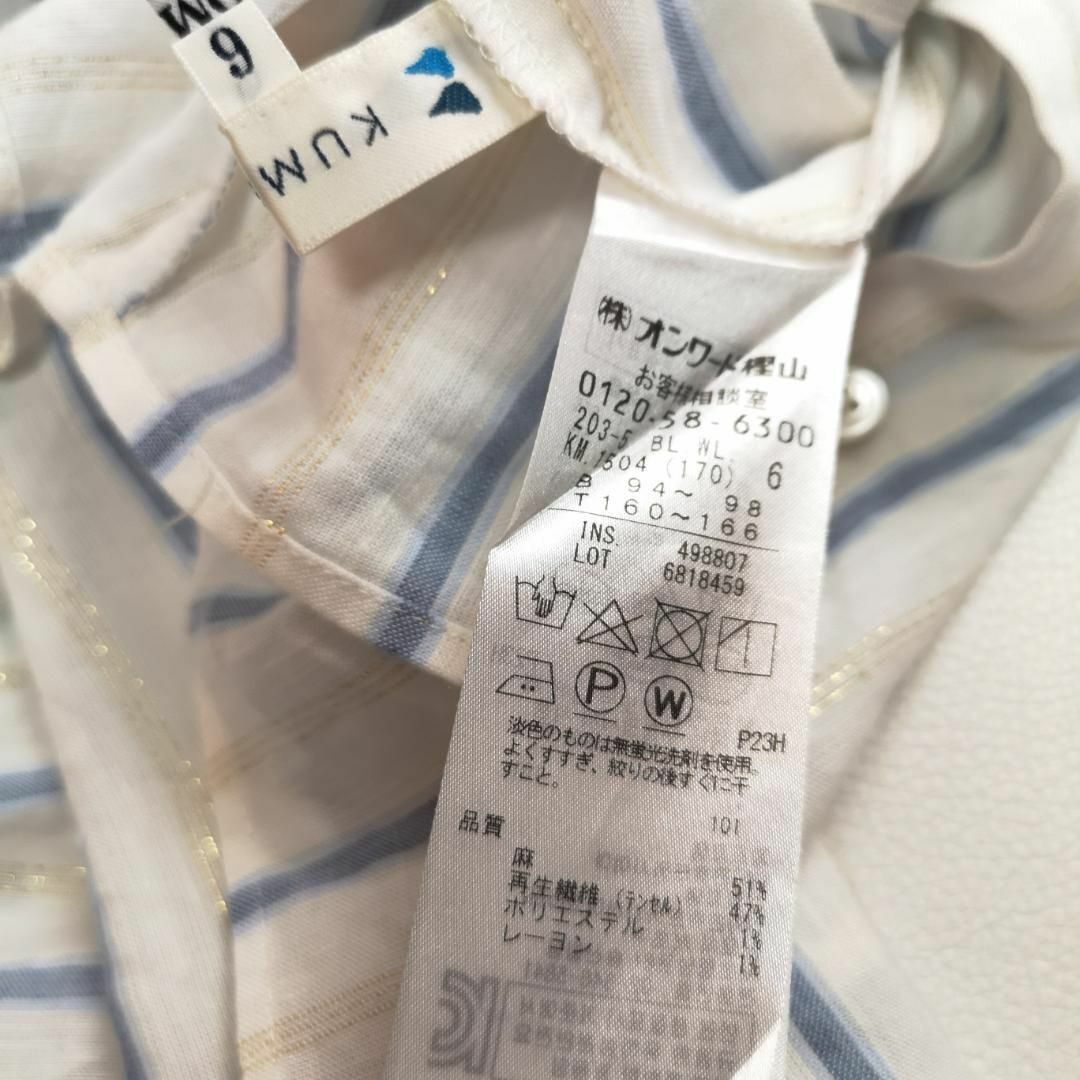 6
KUM
㈱オンワード樫山
お客様相談室
0120-58-6300
203-5 BL.WL.
KM.1504 (170) 6
B 94～ 98
T 160～166
INS. 498807
LOT 6818459
P W
P23H
淡色のものは無蛍光洗剤を使用、
よくすすぎ、絞りの後すぐに干
すこと。
品質 101
麻 51%
再生繊維(テンセル) 47%
ポリエステル 1%
レーヨン 1%